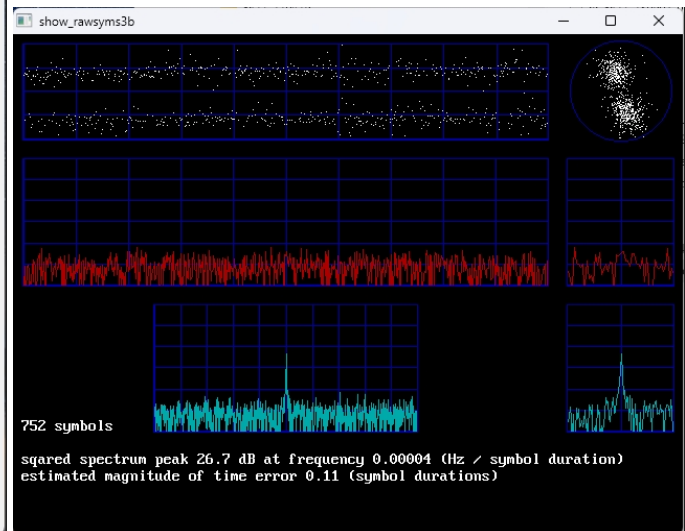 show_rawsyms3b
752 symbols
sqared spectrum peak 26.7 dB at frequency 0.00004 (Hz / symbol duration)
estimated magnitude of time error 0.11 (symbol durations)